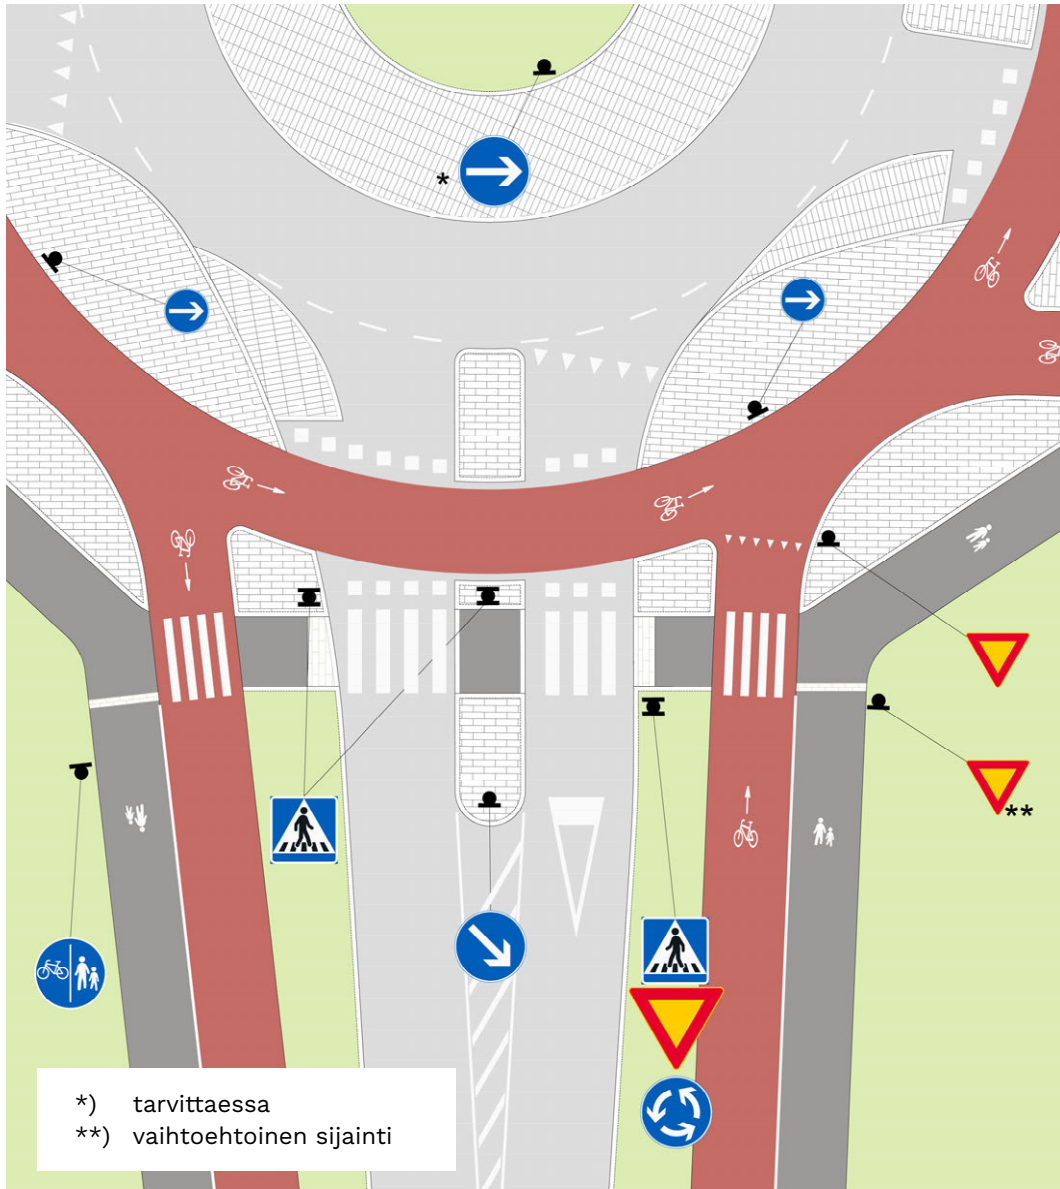 *
**
*) tarvittaessa
**) vaihtoehtoinen sijainti